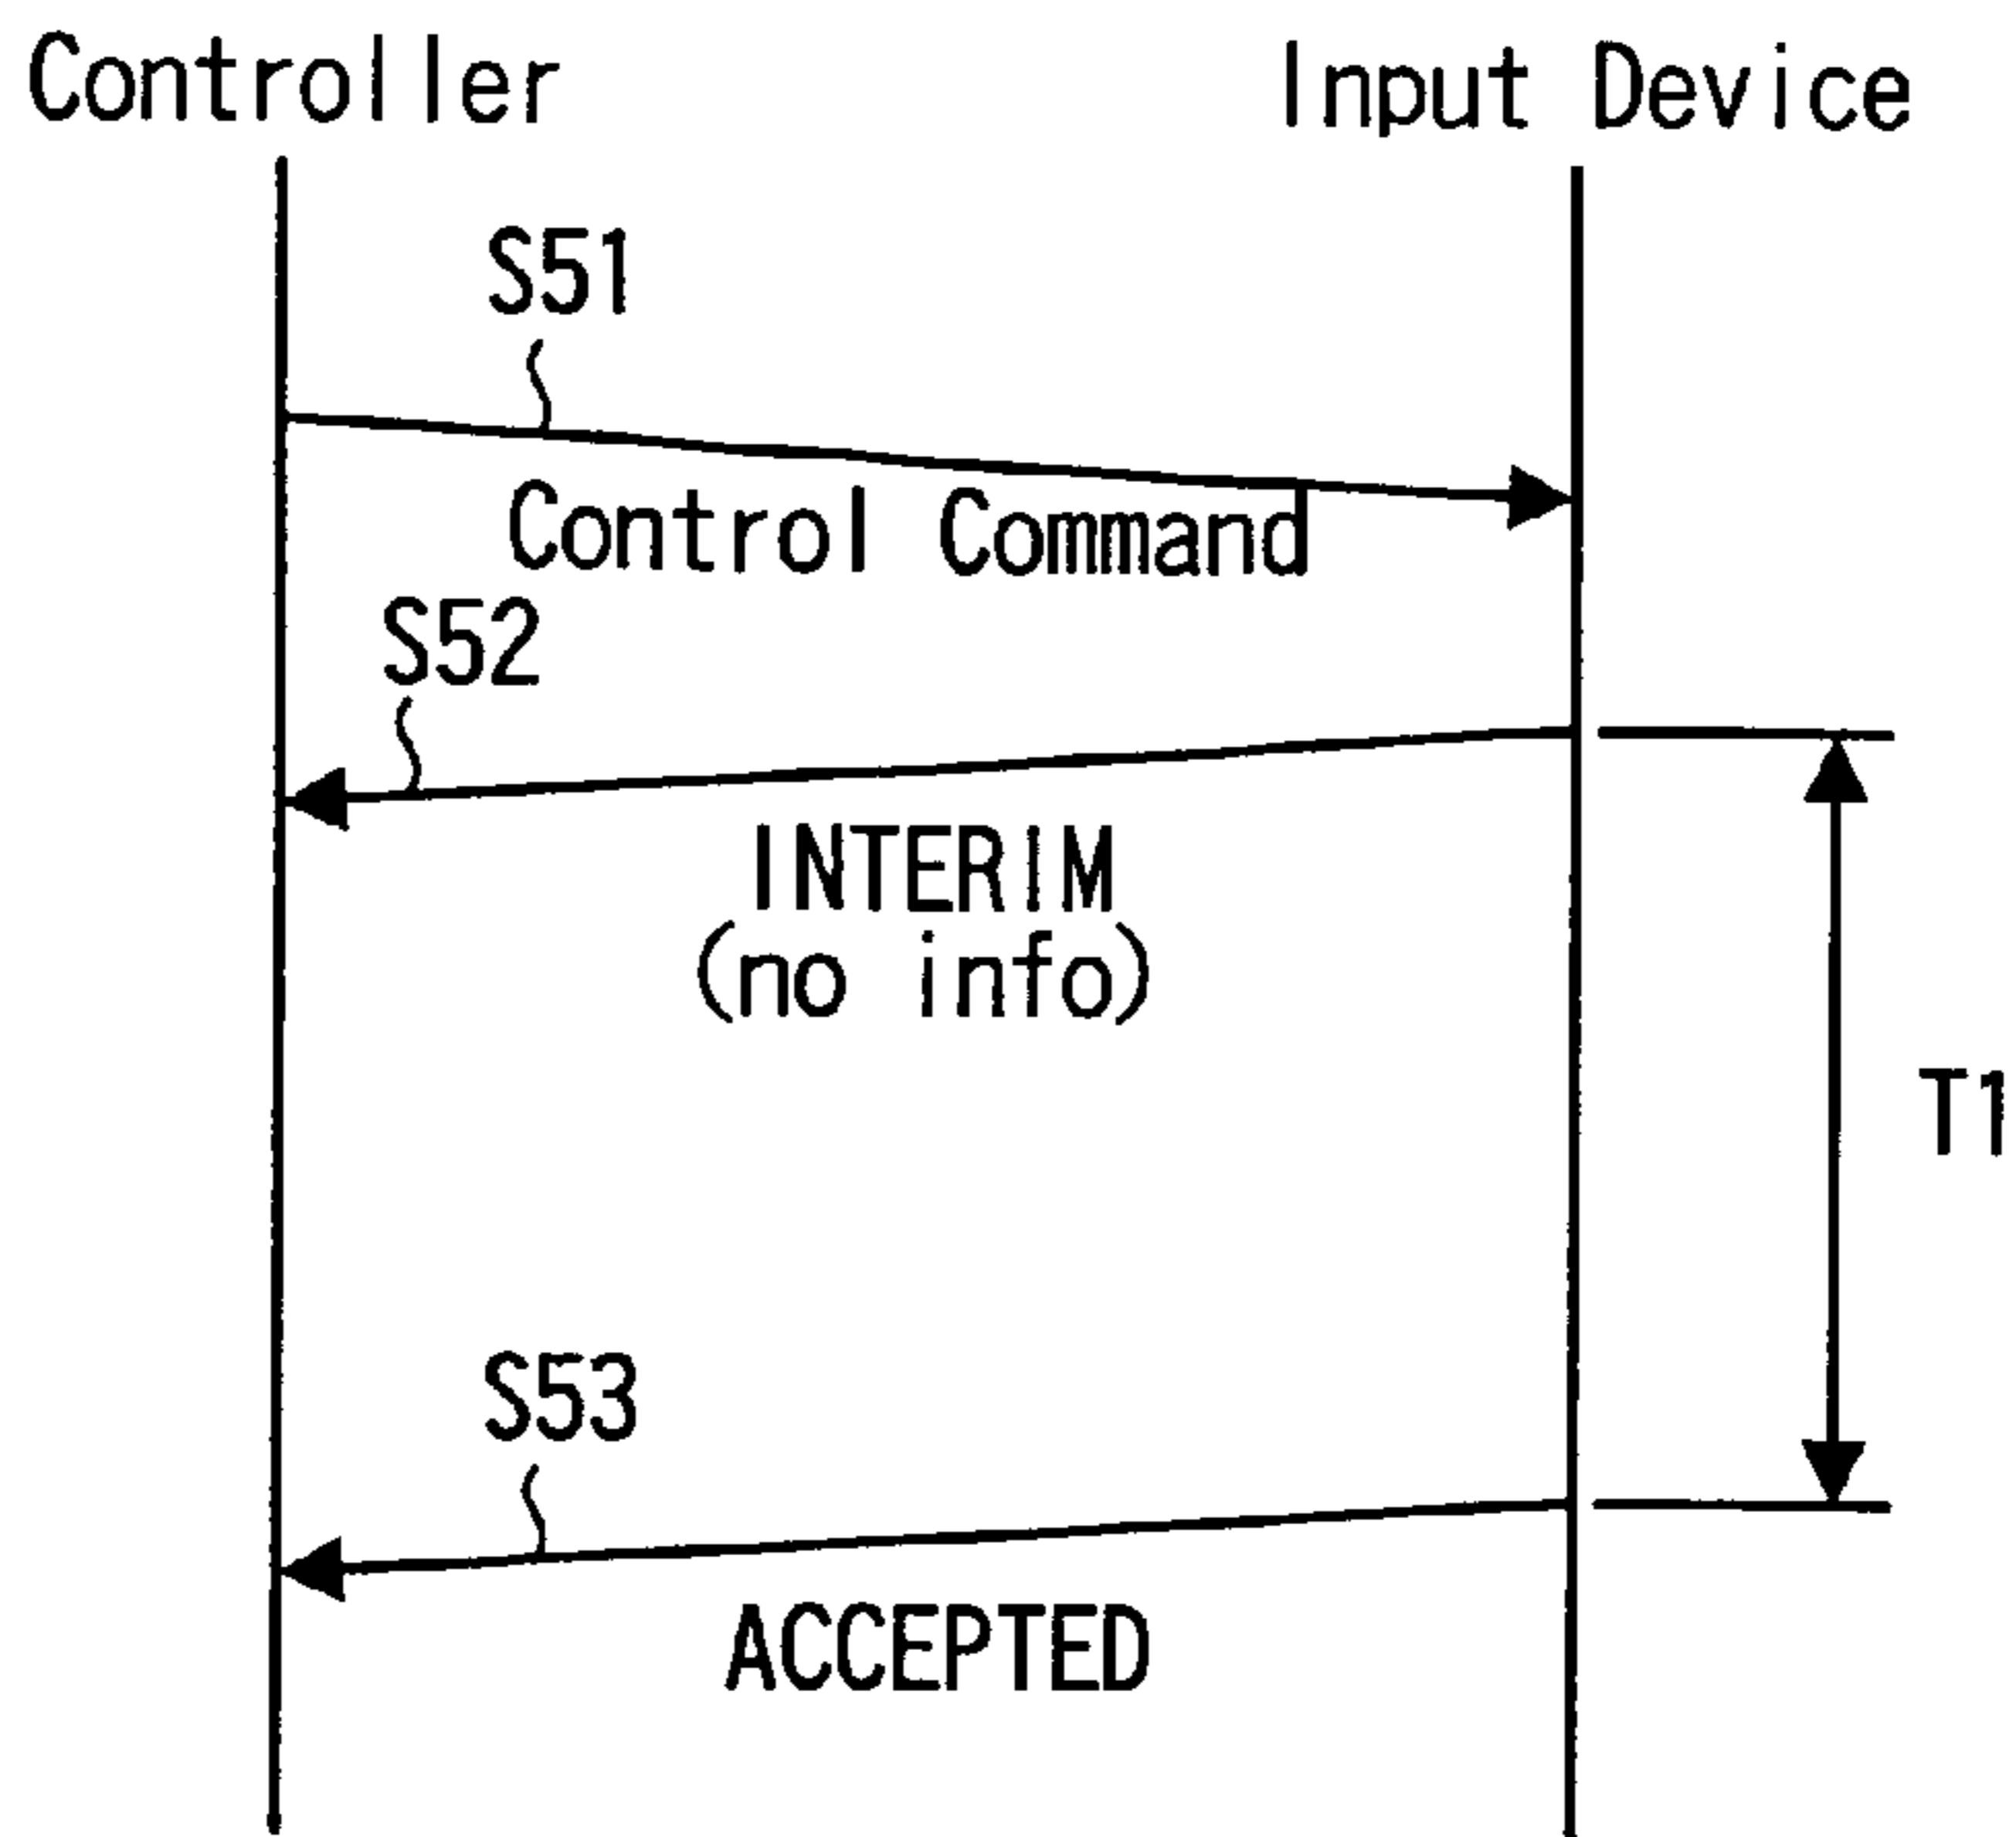 Controller
Input Device
S51
Control Command
S52
INTERIM
(no info)
T1
S53
ACCEPTED